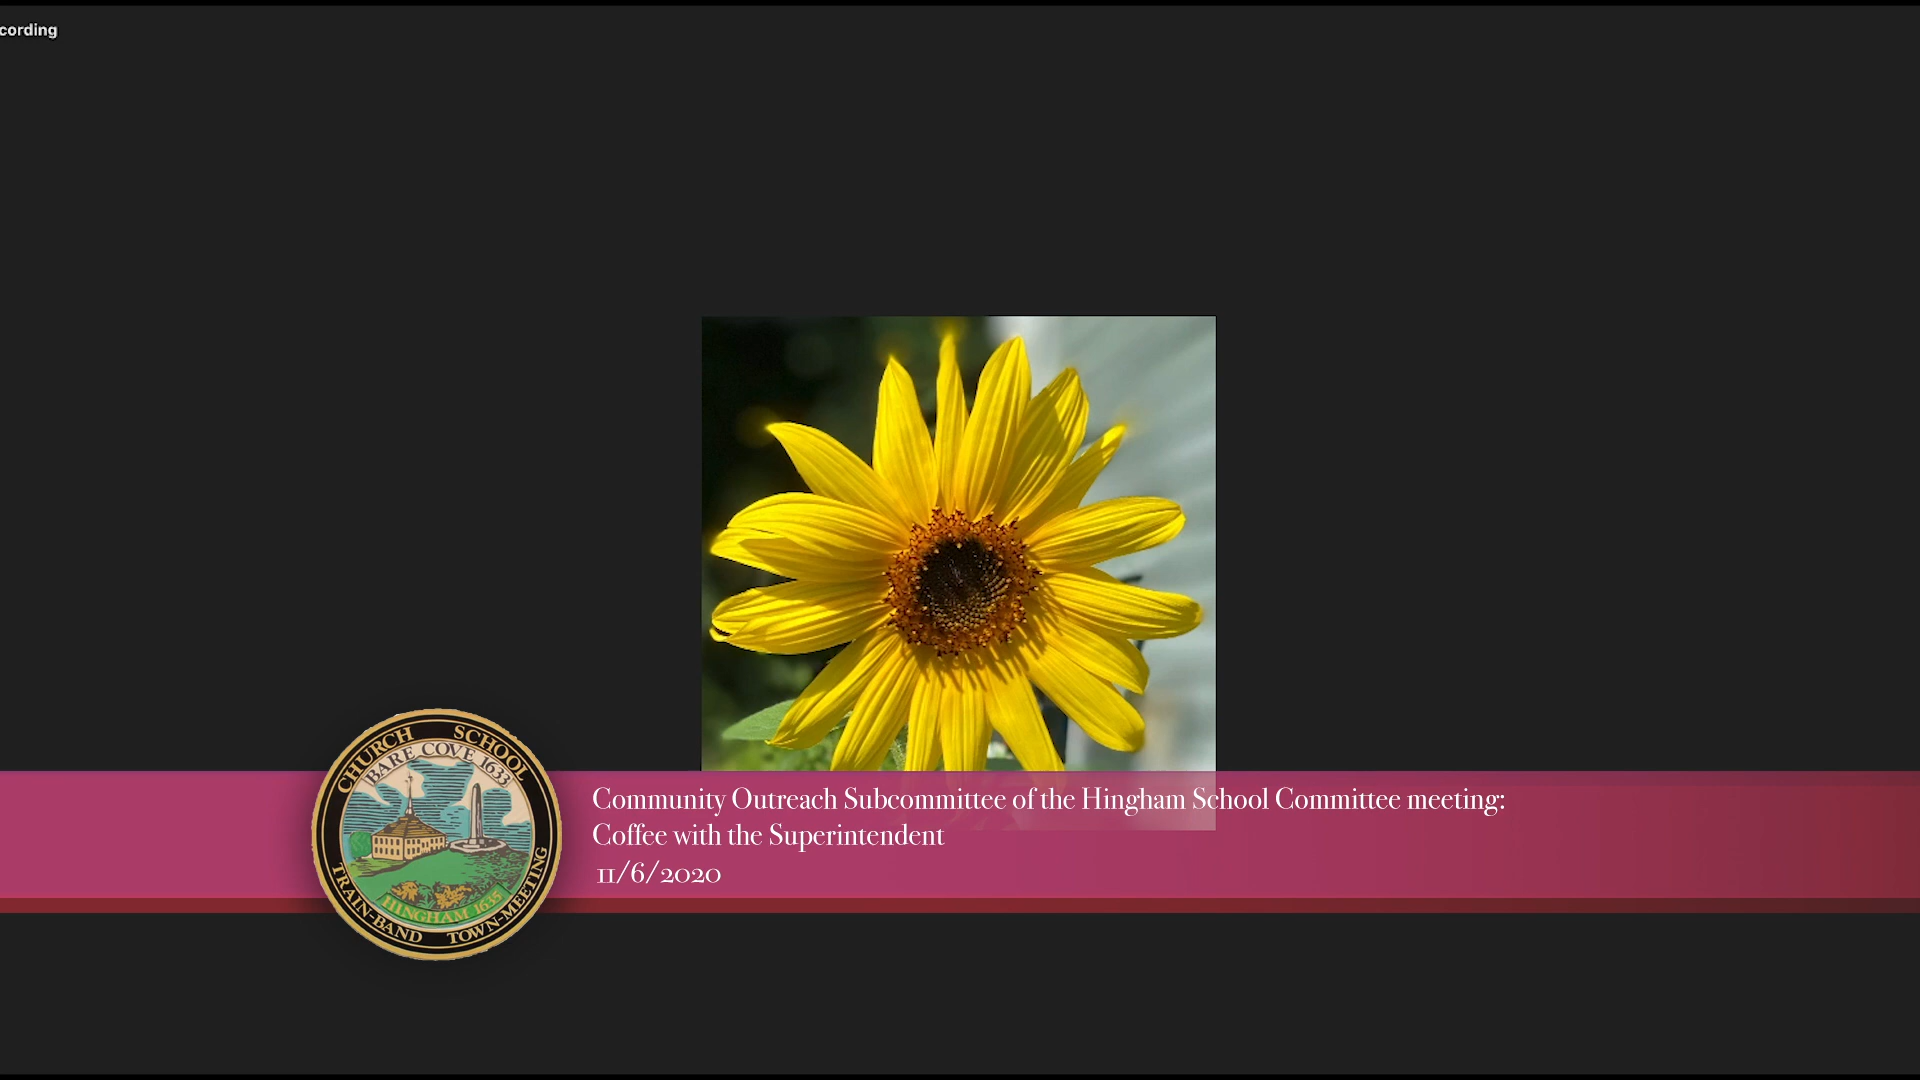 cording
Community Outreach Subcommittee of the Hingham School Committee meeting:
Coffee with the Superintendent
11/6/2020
CHURCH SCHOOL
BARE COVE 1633
HINGHAM 1635
TRAIN-BAND TOWN-MEETING